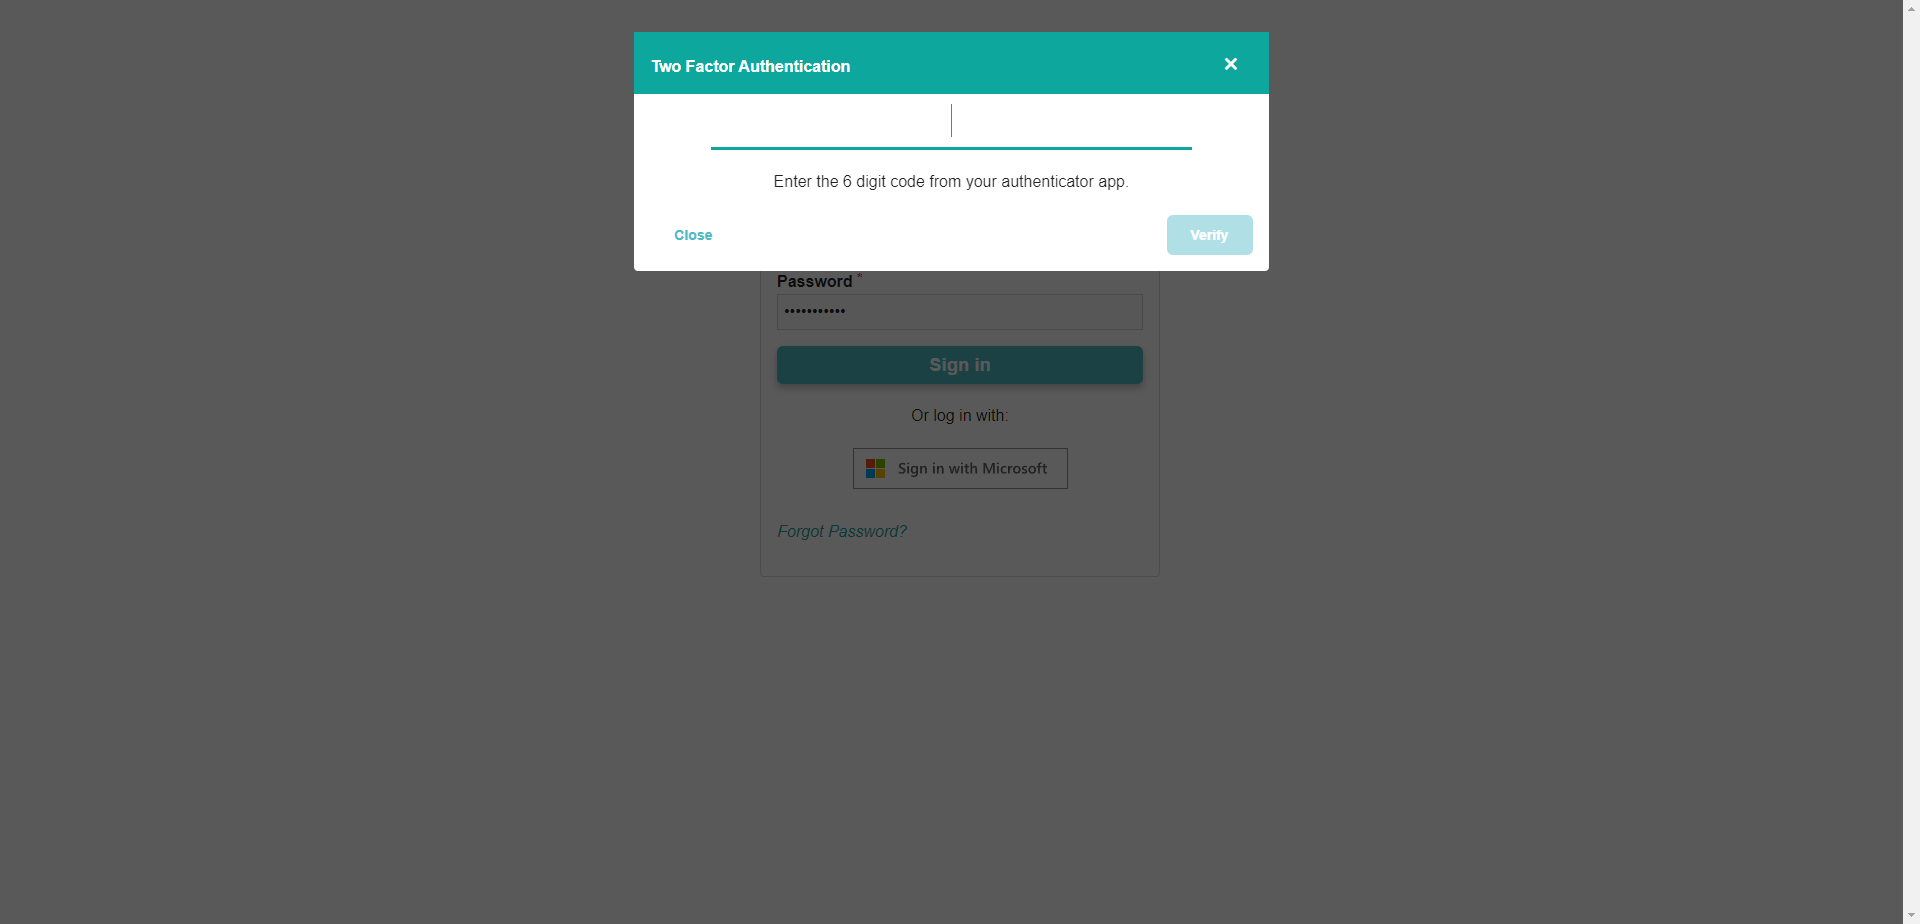 Two Factor Authentication
Enter the 6 digit code from your authenticator app.
Close
Verify
Password *
•••••••••••
Sign in
Or log in with:
Sign in with Microsoft
Forgot Password?